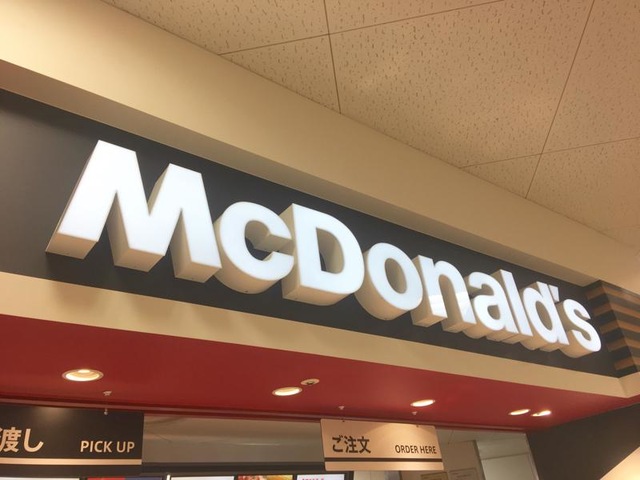 McDonald's
渡し PICK UP
ご注文 ORDER HERE